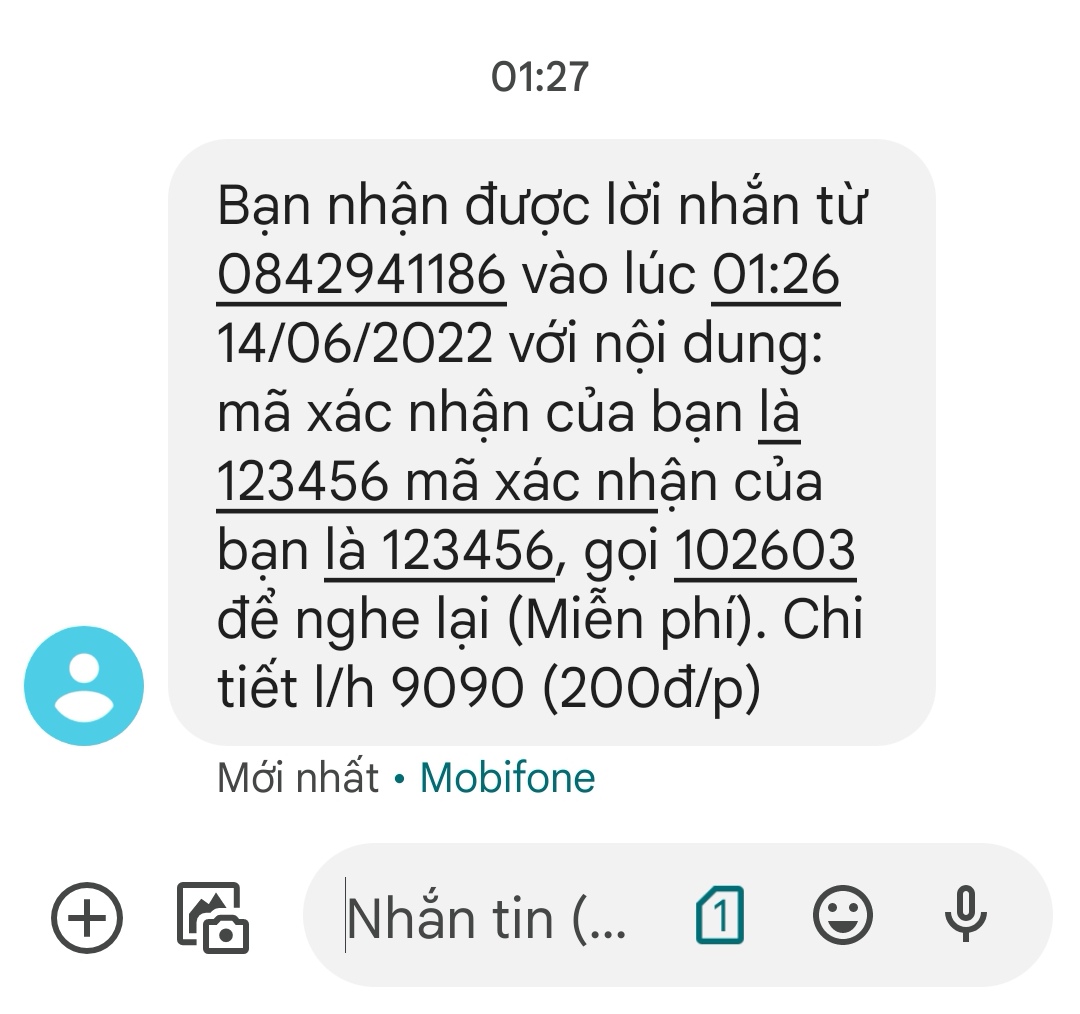 01:27
Bạn nhận được lời nhắn từ
0842941186 vào lúc 01:26
14/06/2022 với nội dung:
mã xác nhận của bạn là
123456 mã xác nhận của
bạn là 123456, gọi 102603
để nghe lại (Miễn phí). Chi
tiết l/h 9090 (200đ/p)
Mới nhất • Mobifone
Nhắn tin (...
1